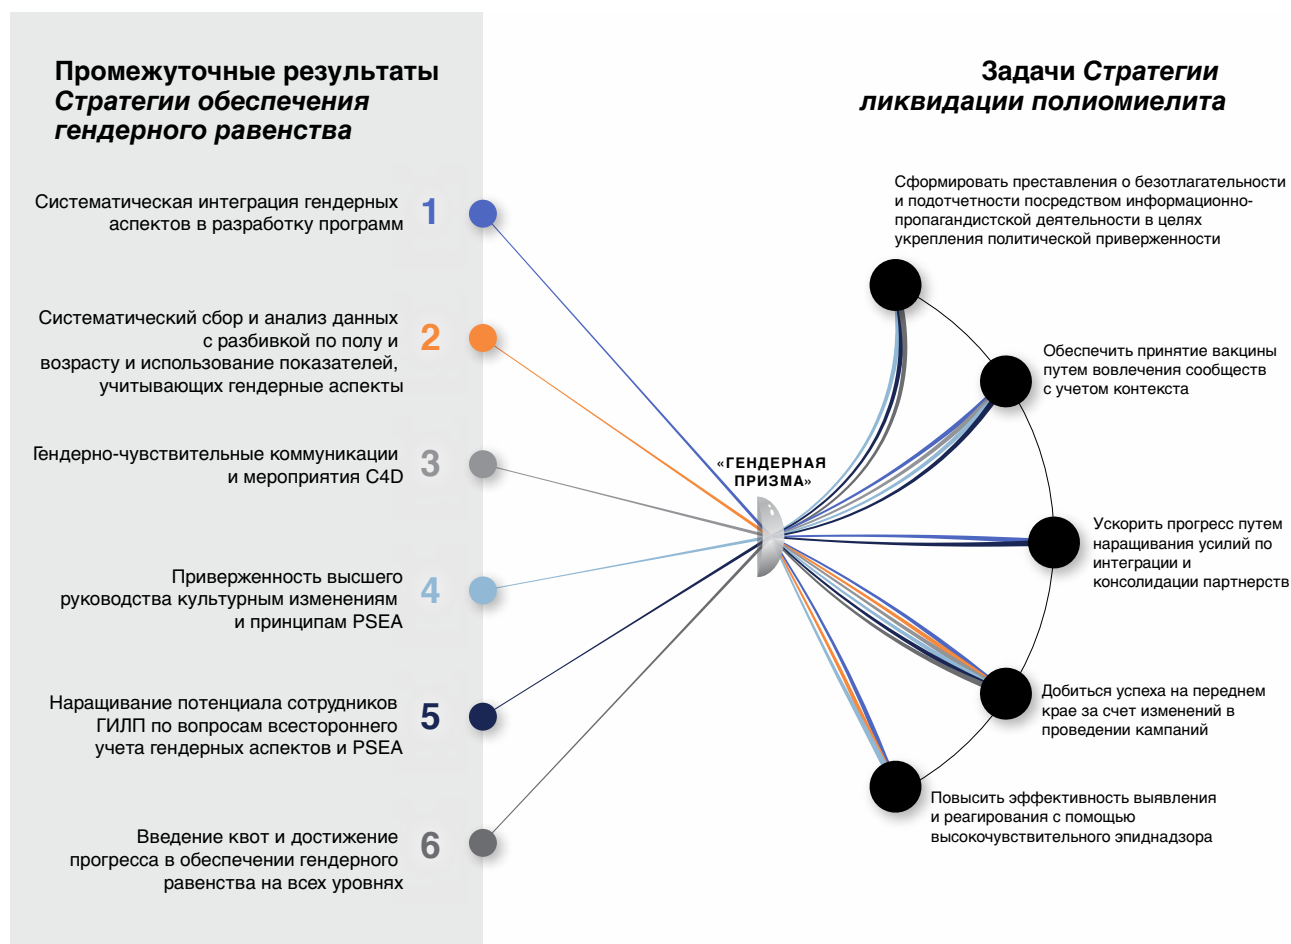 Промежуточные результаты
Стратегии обеспечения
гендерного равенства
Систематическая интеграция гендерных
аспектов в разработку программ
1
Систематический сбор и анализ данных
с разбивкой по полу и
возрасту и использование показателей,
учитывающих гендерные аспекты
2
Гендерно-чувствительные коммуникации
и мероприятия C4D
3
Приверженность высшего
руководства культурным изменениям
и принципам PSEA
4
Наращивание потенциала сотрудников
ГИЛП по вопросам всестороннего
учета гендерных аспектов и PSEA
5
Введение квот и достижение
прогресса в обеспечении гендерного
равенства на всех уровнях
6
«ГЕНДЕРНАЯ
ПРИЗМА»
Задачи Стратегии
ликвидации полиомиелита
Сформировать преставления о безотлагательности
и подотчетности посредством информационно-
пропагандистской деятельности в целях
укрепления политической приверженности
Обеспечить принятие вакцины
путем вовлечения сообществ
с учетом контекста
Ускорить прогресс путем
наращивания усилий по
интеграции и
консолидации партнерств
Добиться успеха на переднем
крае за счет изменений в
проведении кампаний
Повысить эффективность выявления
и реагирования с помощью
высокочувствительного эпиднадзора